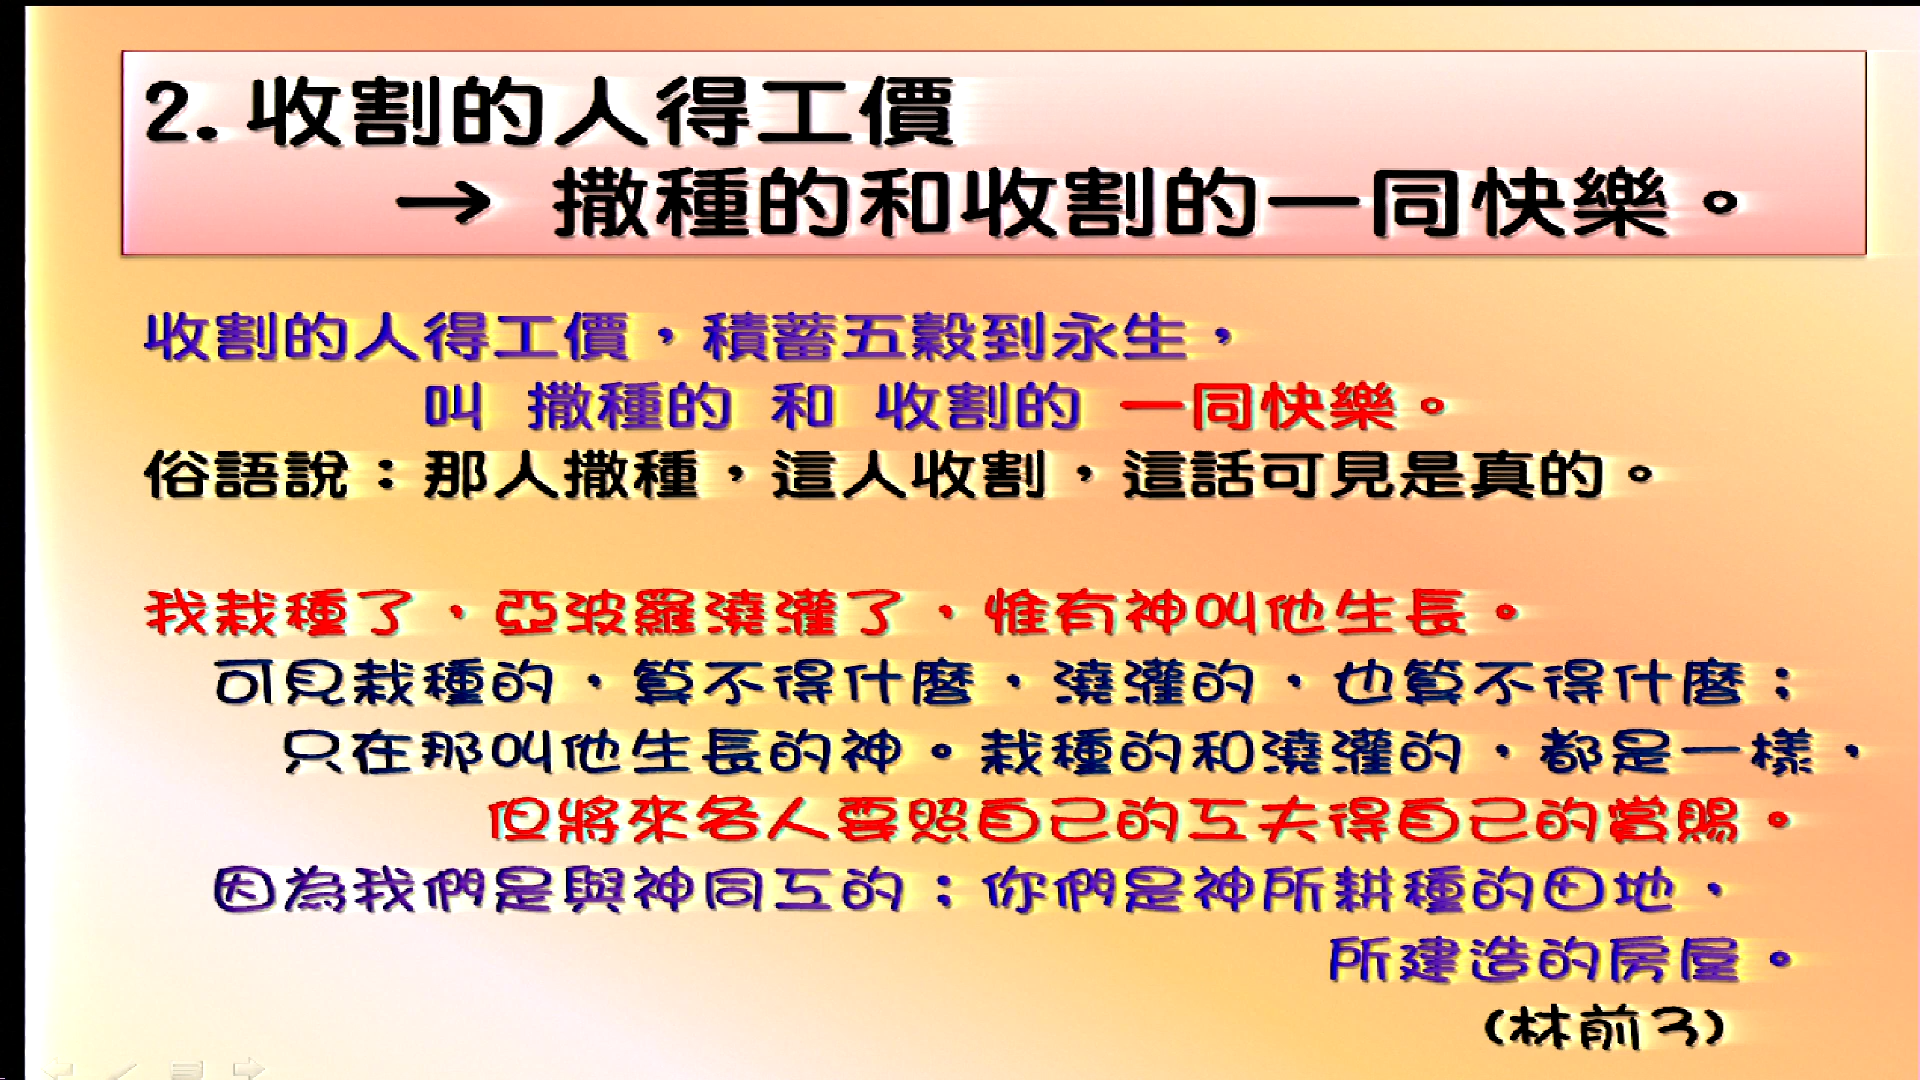 2.收割的人得工價
→ 撒種的和收割的一同快樂。
收割的人得工價，積蓄五穀到永生，
叫 撒種的 和 收割的 一同快樂。
俗語說：那人撒種，這人收割，這話可見是真的。
我栽種了、亞波羅澆灌了、惟有神叫他生長。
可見栽種的、算不得什麼、澆灌的、也算不得什麼；
只在那叫他生長的神。栽種的和澆灌的、都是一樣、
但將來各人要照自己的工夫得自己的賞賜。
因為我們是與神同工的；你們是神所耕種的田地、
所建造的房屋。
(林前3)